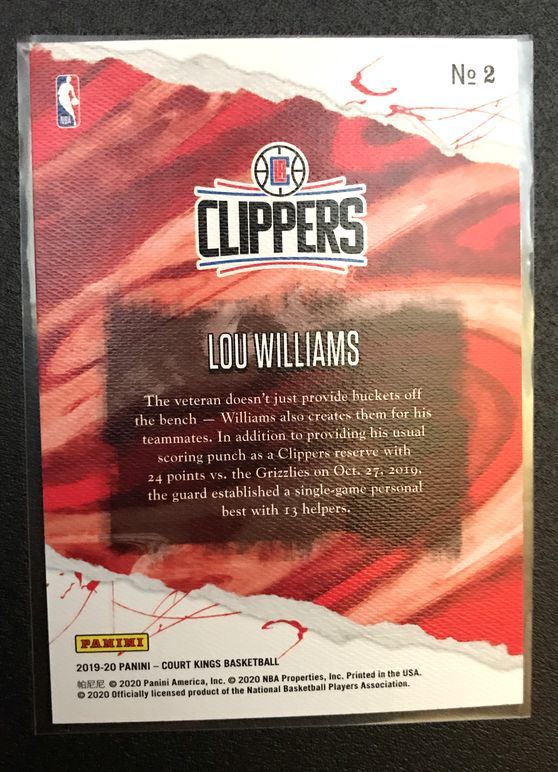 Nº 2
NBA
LA
CLIPPERS
LOU WILLIAMS
The veteran doesn't just provide buckets off
the bench — Williams also creates them for his
teammates. In addition to providing his usual
scoring punch as a Clippers reserve with
24 points vs. the Grizzlies on Oct. 27, 2019,
the guard established a single-game personal
best with 13 helpers.
PANINI
2019-20 PANINI – COURT KINGS BASKETBALL
帕尼尼 © 2020 Panini America, Inc. © 2020 NBA Properties, Inc. Printed in the USA.
© 2020 Officially licensed product of the National Basketball Players Association.